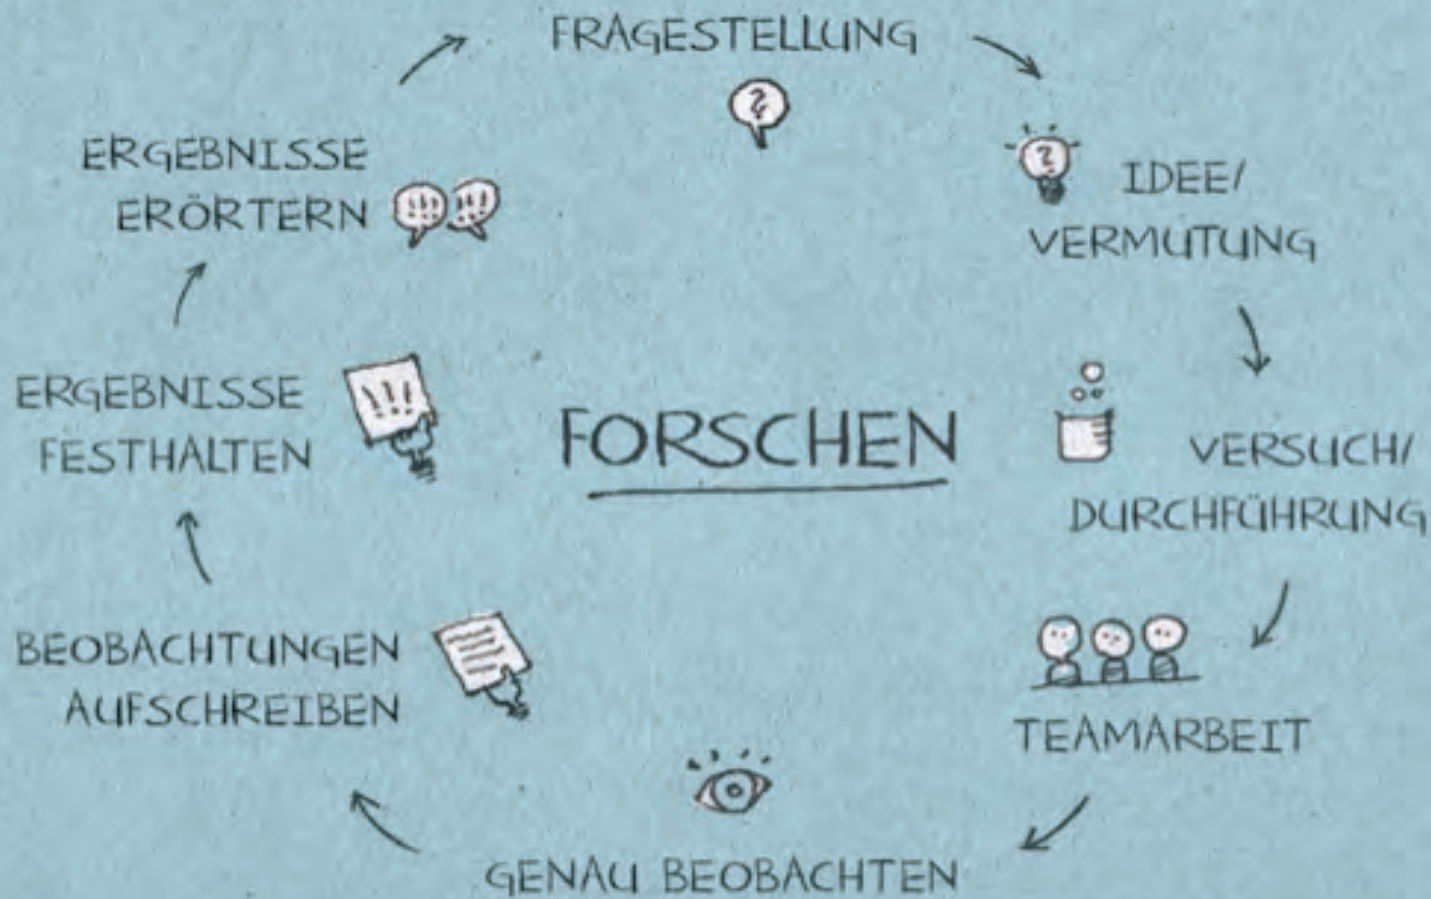 FRAGESTELLUNG
IDEE/
VERMUTUNG
VERSUCH/
DURCHFÜHRUNG
TEAMARBEIT
GENAU BEOBACHTEN
BEOBACHTUNGEN
AUFSCHREIBEN
ERGEBNISSE
FESTHALTEN
ERGEBNISSE
ERÖRTERN
FORSCHEN